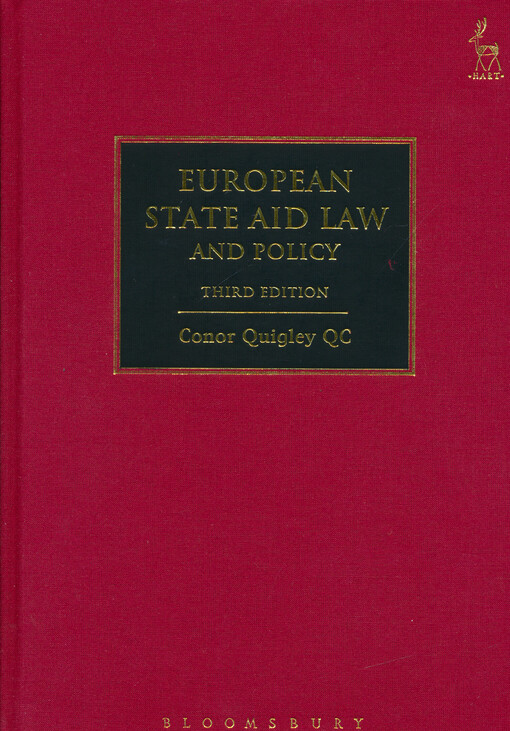 ·HART·
EUROPEAN
STATE AID LAW
AND POLICY
THIRD EDITION
Conor Quigley QC
BLOOMSBURY